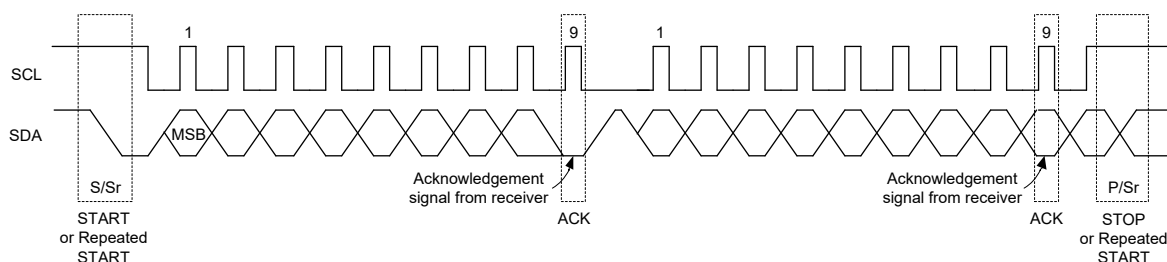 1
9
1
9
SCL
SDA
MSB
S/Sr
Acknowledgement
signal from receiver
Acknowledgement
signal from receiver
P/Sr
START
or Repeated
START
ACK
ACK
STOP
or Repeated
START